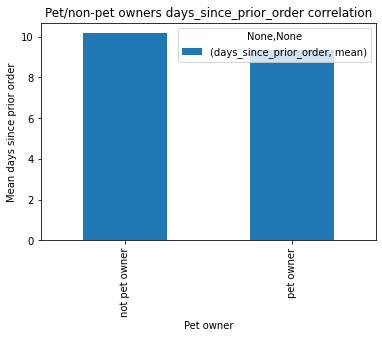 Pet/non-pet owners days_since_prior_order correlation
None,None
(days_since_prior_order, mean)
Mean days since prior order
10
8
6
4
2
0
not pet owner
pet owner
Pet owner